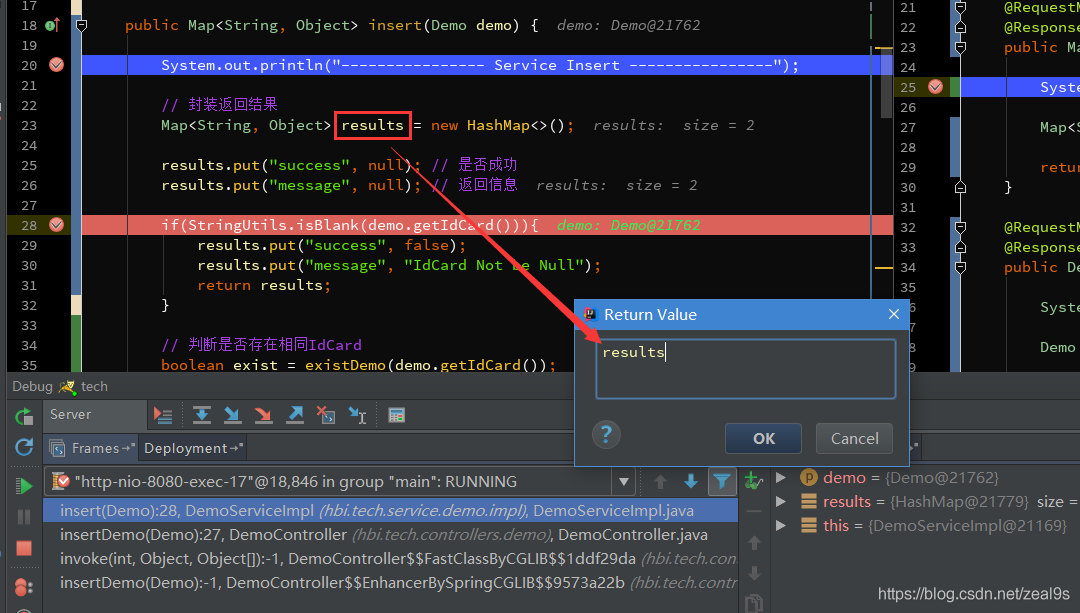 17
18 public Map<String, Object> insert(Demo demo) { demo: Demo@21762
19
20 System.out.println("---------------- Service Insert ----------------");
21
22 // 封装返回结果
23 Map<String, Object> results = new HashMap<>(); results: size = 2
24
25 results.put("success", null); // 是否成功
26 results.put("message", null); // 返回信息 results: size = 2
27
28 if(StringUtils.isBlank(demo.getIdCard())){ demo: Demo@21762
29 results.put("success", false);
30 results.put("message", "IdCard Not be Null");
31 return results;
32 }
33
34 // 判断是否存在相同IdCard
35 boolean exist = existDemo(demo.getIdCard());
21 @RequestM
22 @Respons
23 public Ma
24
25 Syste
26
27 Map<S
28
29 retur
30 }
31
32 @RequestM
33 @Respons
34 public De
35
Syste
Demo
Return Value
results
OK
Cancel
Debug tech
Server
Frames
Deployment
"http-nio-8080-exec-17"@18,846 in group "main": RUNNING
insert(Demo):28, DemoServiceImpl (hbi.tech.service.demo.impl), DemoServiceImpl.java
insertDemo(Demo):27, DemoController (hbi.tech.controllers.demo), DemoController.java
invoke(int, Object, Object[]):-1, DemoController$$FastClassByCGLIB$$1ddf29da (hbi.tech.con
insertDemo(Demo):-1, DemoController$$EnhancerBySpringCGLIB$$9573a22b (hbi.tech.contr
demo = {Demo@21762}
results = {HashMap@21779} size =
this = {DemoServiceImpl@21169}
https://blog.csdn.net/zeal9s